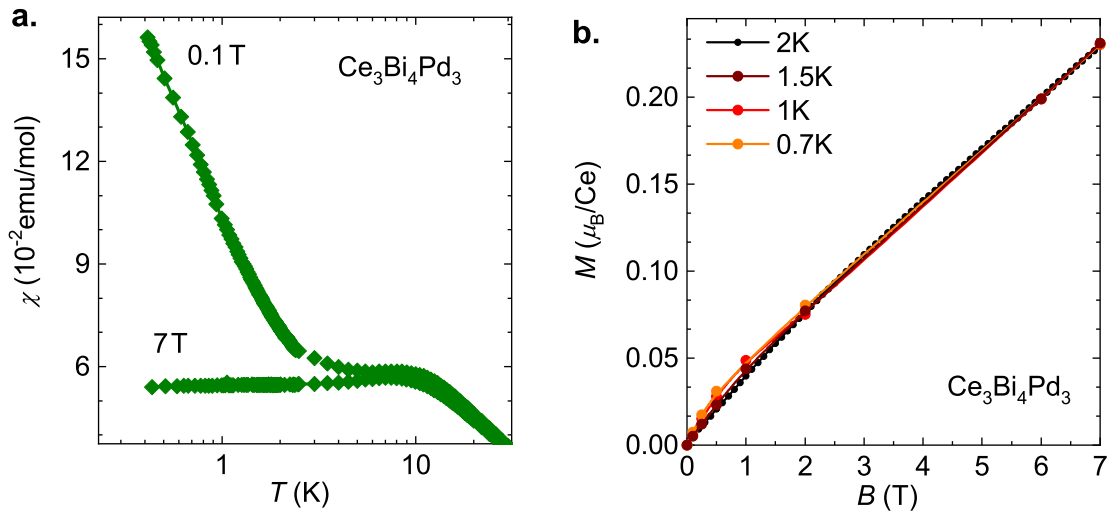 a.
0.1 T
Ce₃Bi₄Pd₃
7 T
15
12
9
6
χ (10⁻²emu/mol)
1
10
T (K)
b.
2K
1.5K
1K
0.7K
Ce₃Bi₄Pd₃
0.20
0.15
0.10
0.05
0.00
M (μ_B/Ce)
0
1
2
3
4
5
6
7
B (T)